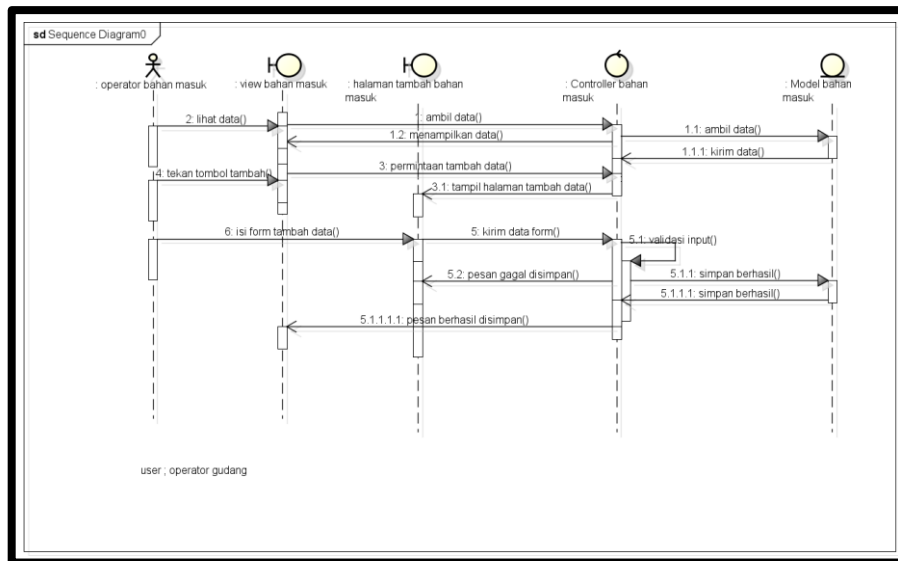 sd Sequence Diagram0
: operator bahan masuk
: view bahan masuk
: halaman tambah bahan
masuk
: Controller bahan
masuk
: Model bahan
masuk
2: lihat data()
1: ambil data()
1.1: ambil data()
1.2: menampilkan data()
1.1.1: kirim data()
4: tekan tombol tambah()
3: permintaan tambah data()
3.1: tampil halaman tambah data()
6: isi form tambah data()
5: kirim data form()
5.1: validasi input()
5.2: pesan gagal disimpan()
5.1.1: simpan berhasil()
5.1.1.1: simpan berhasil()
5.1.1.1.1: pesan berhasil disimpan()
user ; operator gudang